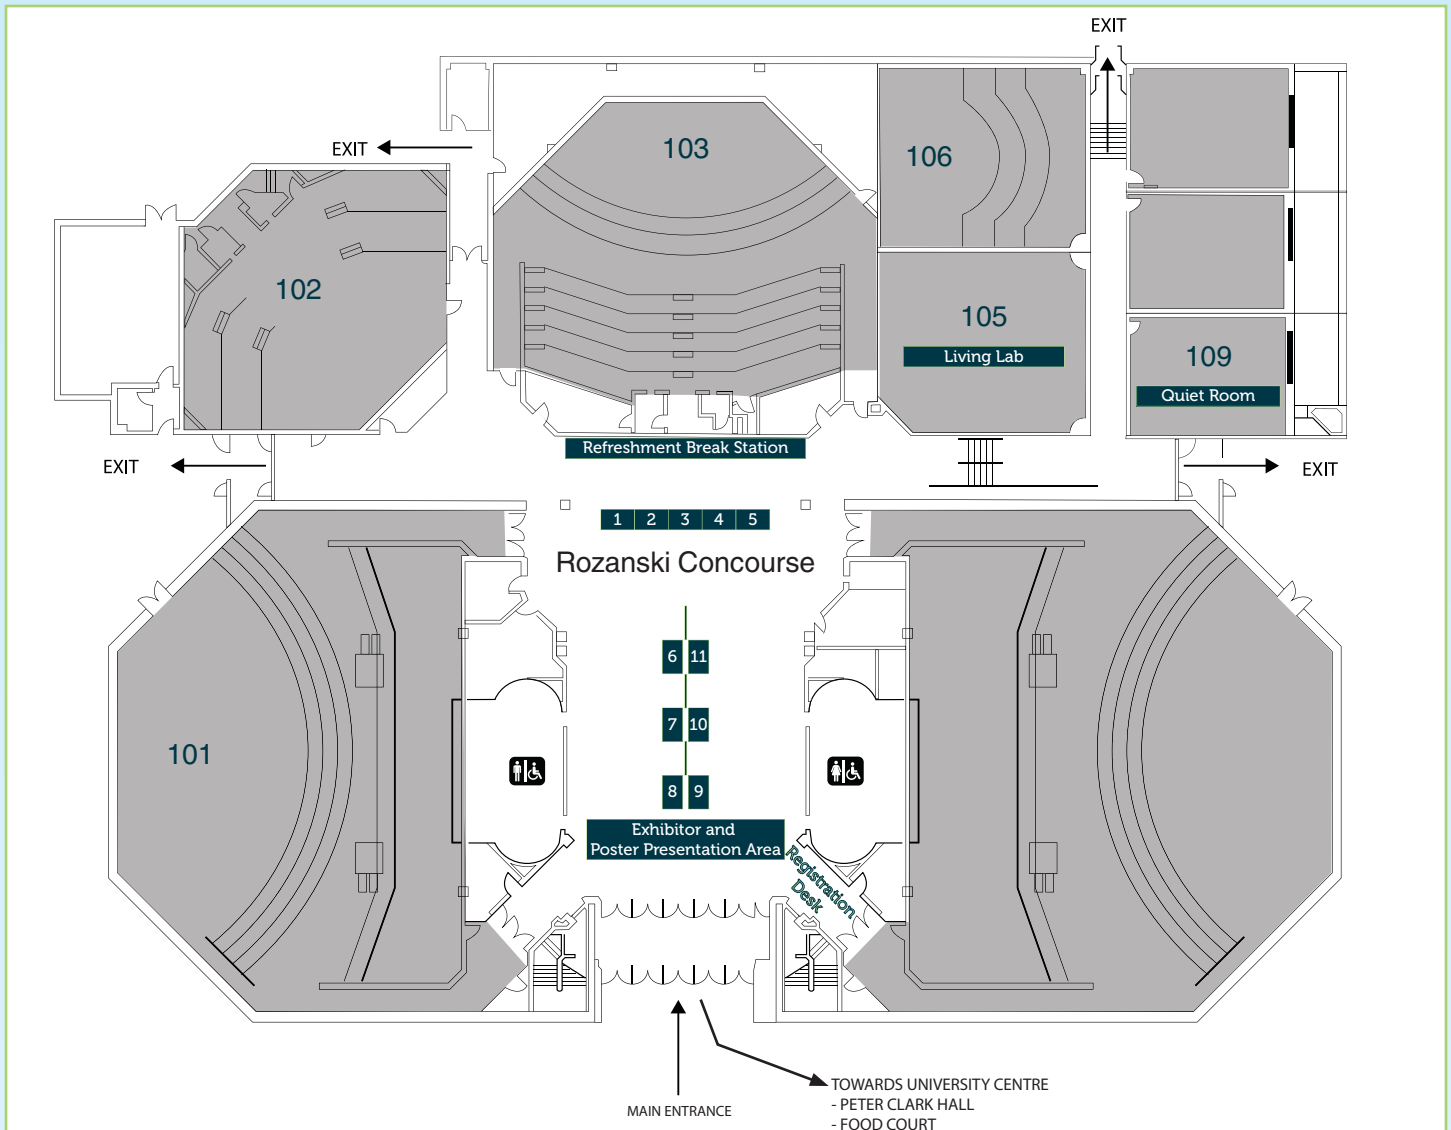 EXIT
EXIT
103
106
102
105
Living Lab
109
Quiet Room
Refreshment Break Station
EXIT
EXIT
1 2 3 4 5
Rozanski Concourse
6 11
7 10
101
8 9
Exhibitor and
Poster Presentation Area
Registration
Desk
MAIN ENTRANCE
TOWARDS UNIVERSITY CENTRE
- PETER CLARK HALL
- FOOD COURT